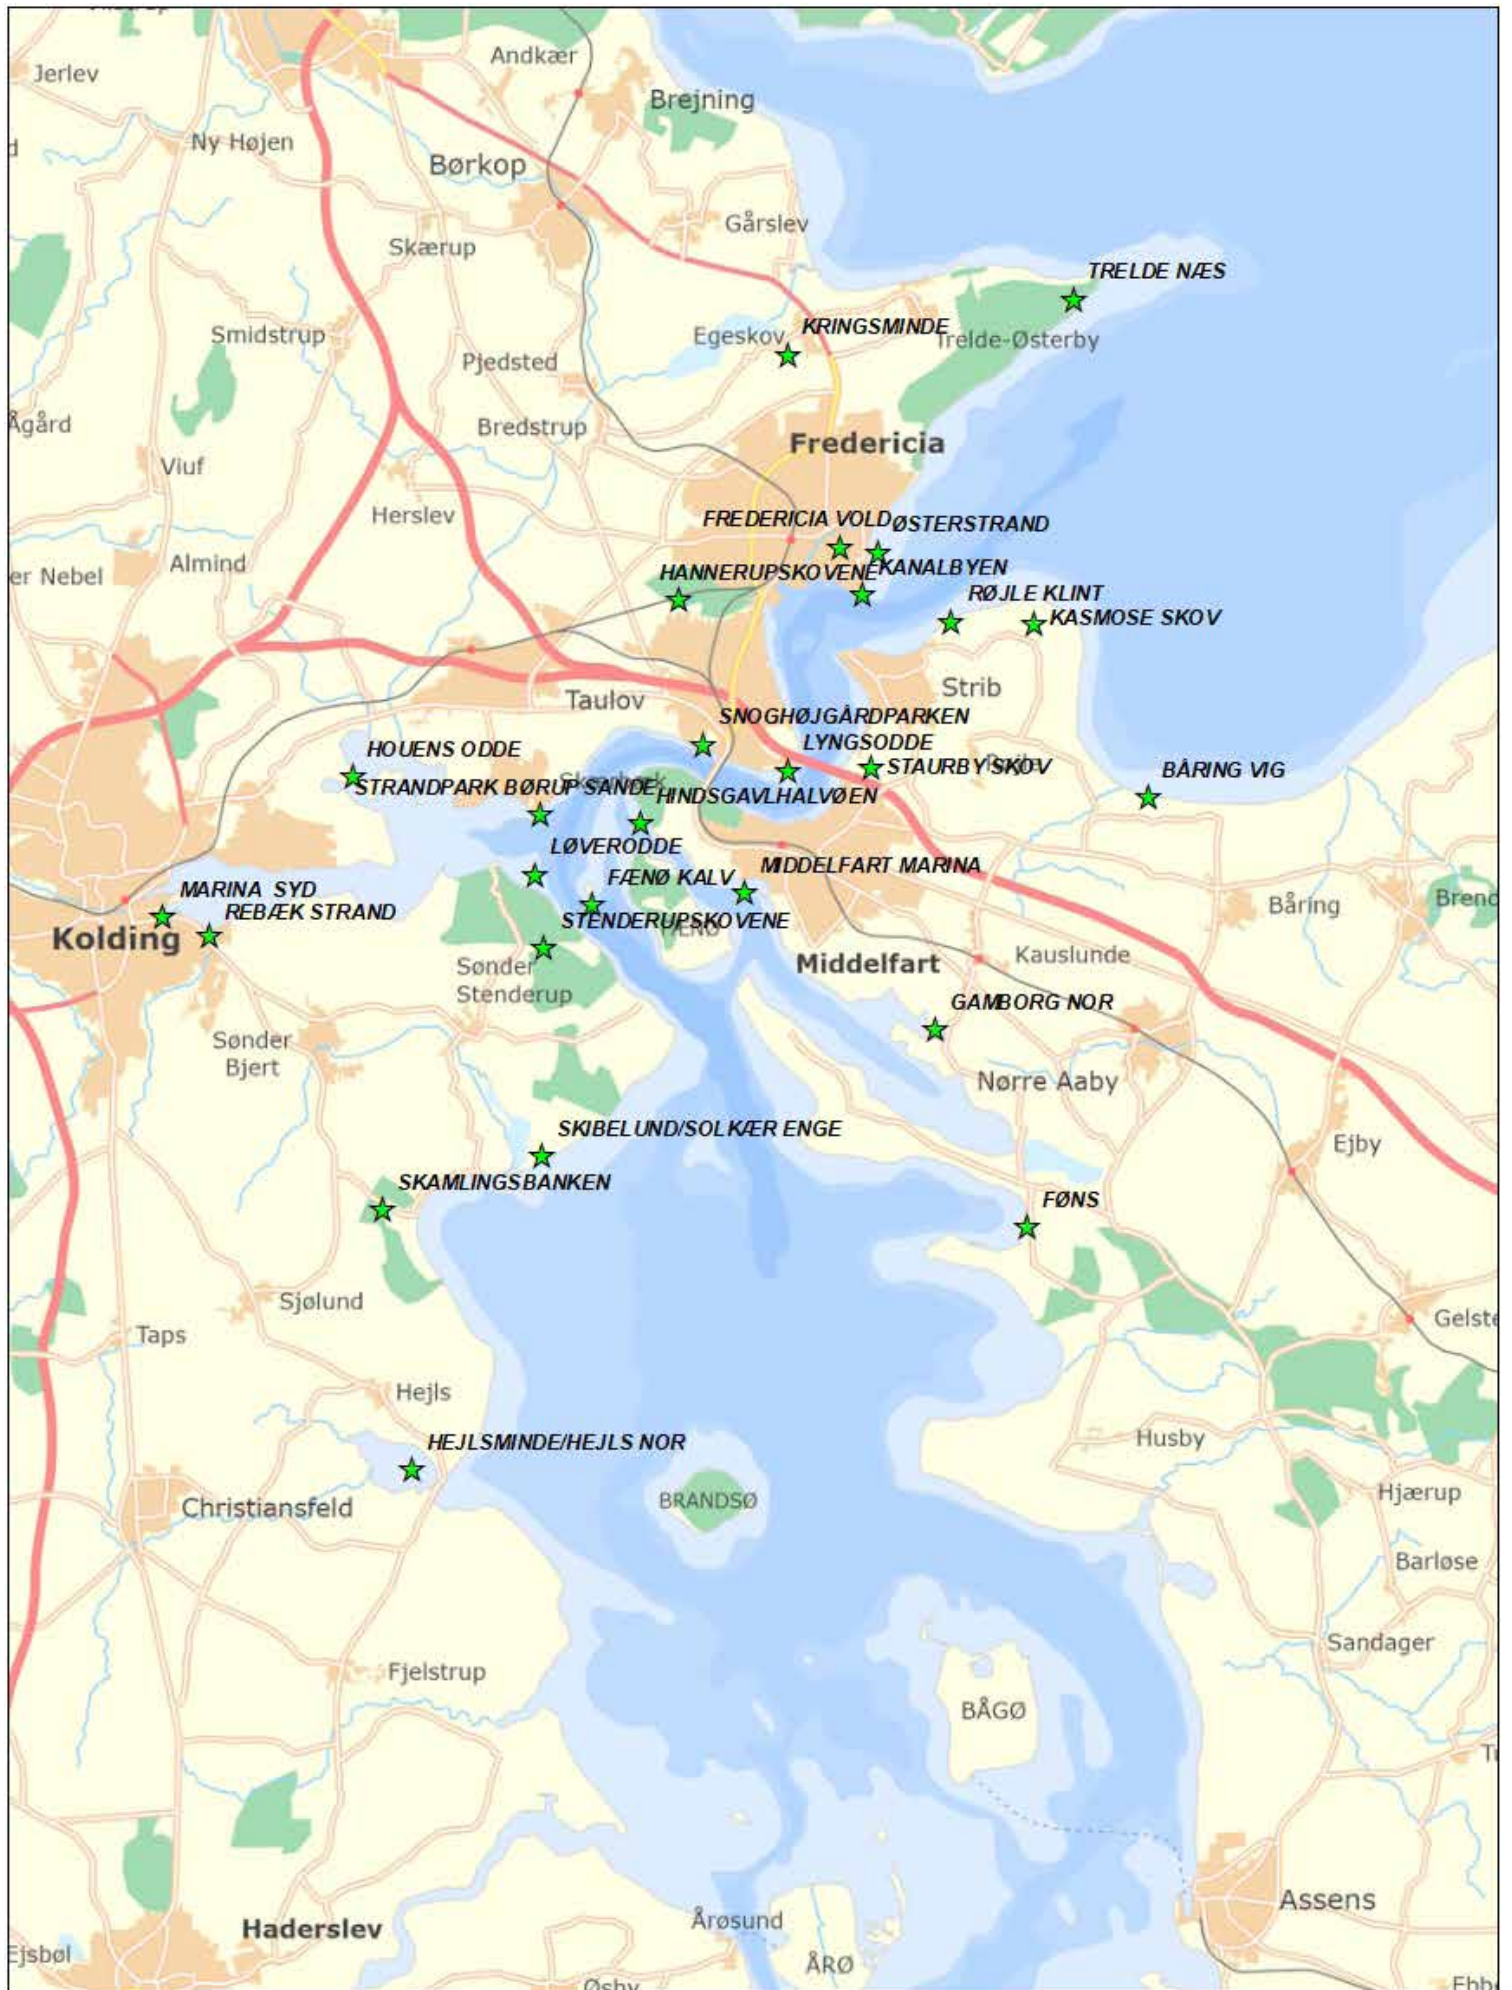 Andkær
Jerlev
Brejning
Ny Højen
Børkop
Gårslev
Skærup
TRELDE NÆS
KRINGSMINDE
Smidstrup
Egeskov
Trelde-Østerby
Pjedsted
Ågård
Bredstrup
Fredericia
Viuf
Herslev
FREDERICIA VOLD
ØSTERSTRAND
Almind
er Nebel
HANNERUPSKOVENE
KANALBYEN
RØJLE KLINT
KASMOSE SKOV
Strib
Taulov
SNOGHØJGÅRDPARKEN
HOUENS ODDE
LYNGSODDE
STAURBY SKOV
BÅRING VIG
STRANDPARK BØRUP SANDE
HINDSGAVLHALVØEN
LØVERODDE
MIDDELFART MARINA
FÆNØ KALV
MARINA SYD
REBÆK STRAND
Båring
Brend
STENDERUPSKOVENE
FÆNØ
Kolding
Sønder
Stenderup
Middelfart
Kauslunde
GAMBORG NOR
Sønder
Bjert
Nørre Aaby
SKIBELUND/SOLKÆR ENGE
Ejby
SKAMLINGSBANKEN
FØNS
Sjølund
Gelste
Taps
Hejls
HEJLSMINDE/HEJLS NOR
Husby
BRANDSØ
Hjærup
Christiansfeld
Barløse
Sandager
Fjelstrup
BÅGØ
Assens
Årøsund
Haderslev
Ejsbøl
ÅRØ
Øsby